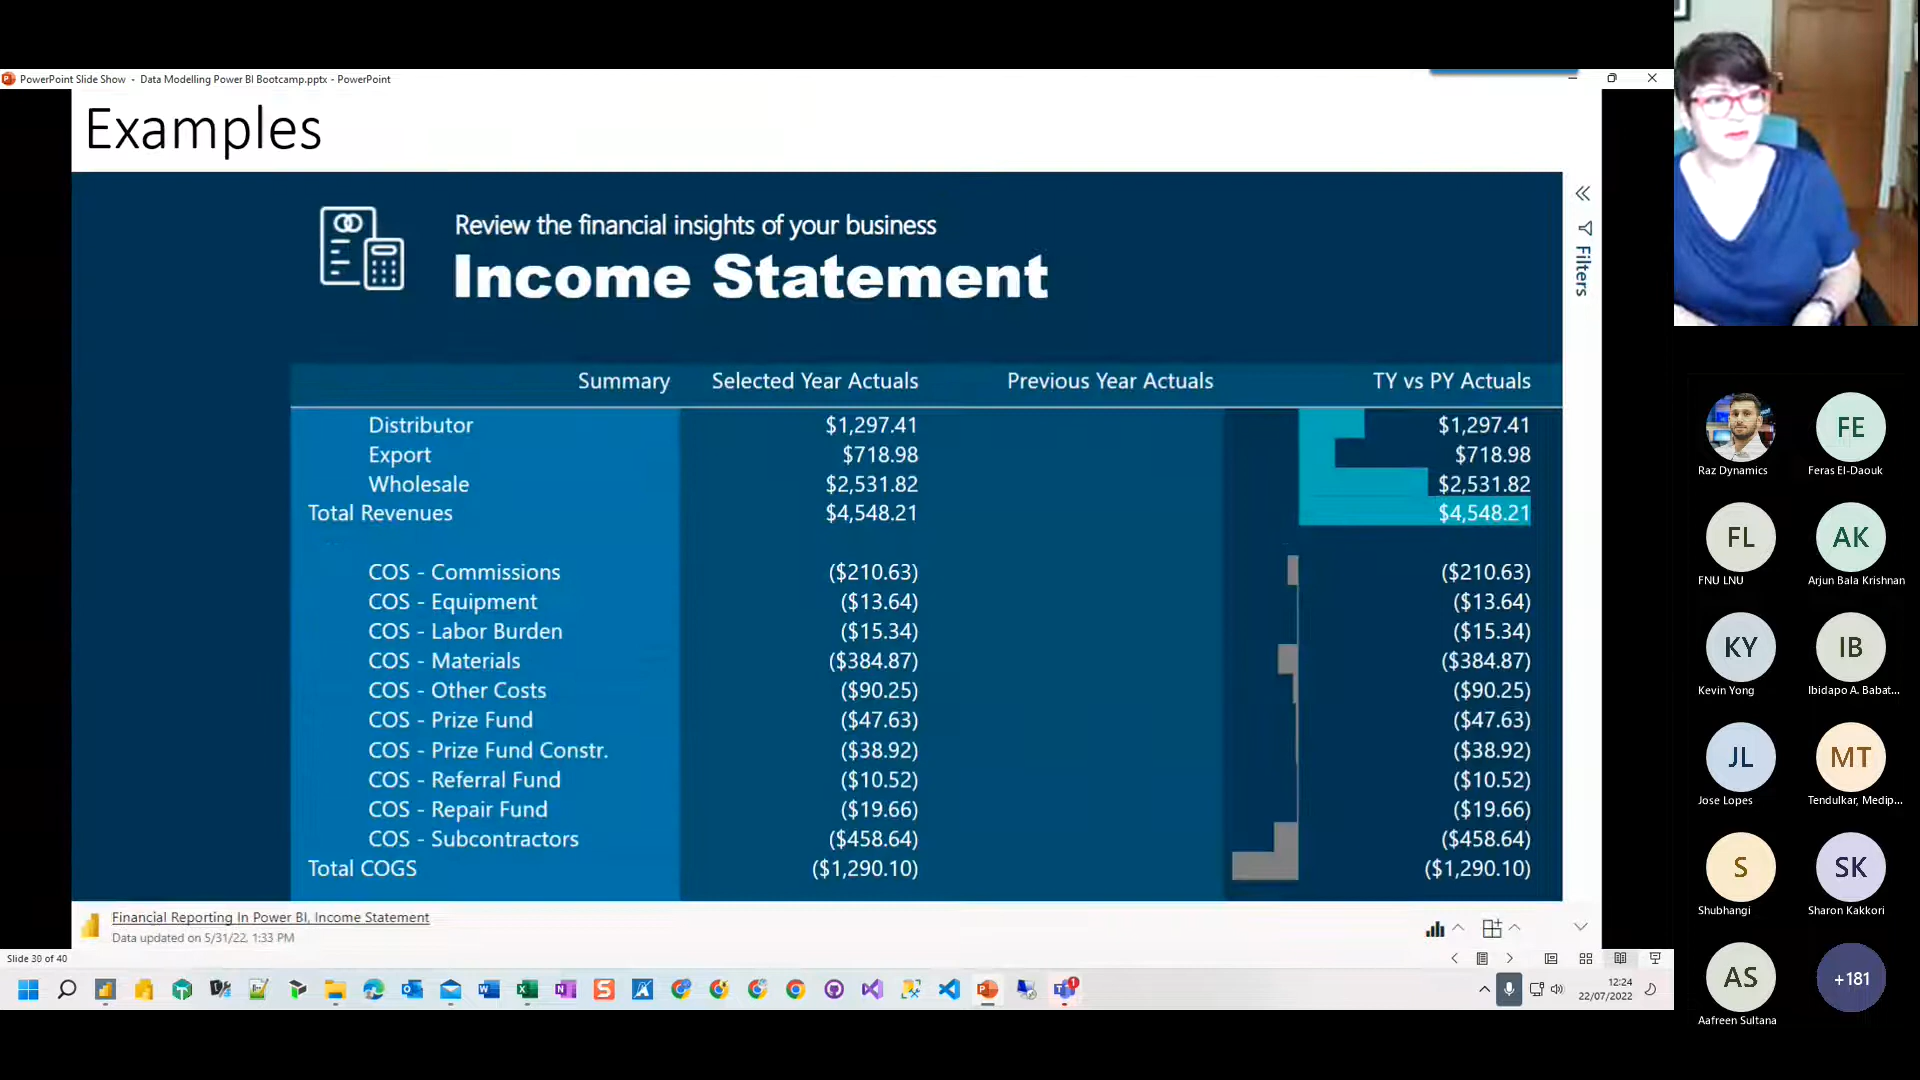 PowerPoint Slide Show - Data Modelling Power BI Bootcamp.pptx - PowerPoint
Examples
Review the financial insights of your business
Income Statement
Filters
Summary Selected Year Actuals Previous Year Actuals TY vs PY Actuals
Distributor $1,297.41 $1,297.41
Export $718.98 $718.98
Wholesale $2,531.82 $2,531.82
Total Revenues $4,548.21 $4,548.21
COS - Commissions ($210.63) ($210.63)
COS - Equipment ($13.64) ($13.64)
COS - Labor Burden ($15.34) ($15.34)
COS - Materials ($384.87) ($384.87)
COS - Other Costs ($90.25) ($90.25)
COS - Prize Fund ($47.63) ($47.63)
COS - Prize Fund Constr. ($38.92) ($38.92)
COS - Referral Fund ($10.52) ($10.52)
COS - Repair Fund ($19.66) ($19.66)
COS - Subcontractors ($458.64) ($458.64)
Total COGS ($1,290.10) ($1,290.10)
Financial Reporting In Power BI, Income Statement
Data updated on 5/31/22, 1:33 PM
Slide 30 of 40
12:24
22/07/2022
FE
Raz Dynamics Feras El-Daouk
FL AK
FNU LNU Arjun Bala Krishnan
KY IB
Kevin Yong Ibidapo A. Babat...
JL MT
Jose Lopes Tendulkar, Medip...
S SK
Shubhangi Sharon Kakkori
AS +181
Aafreen Sultana